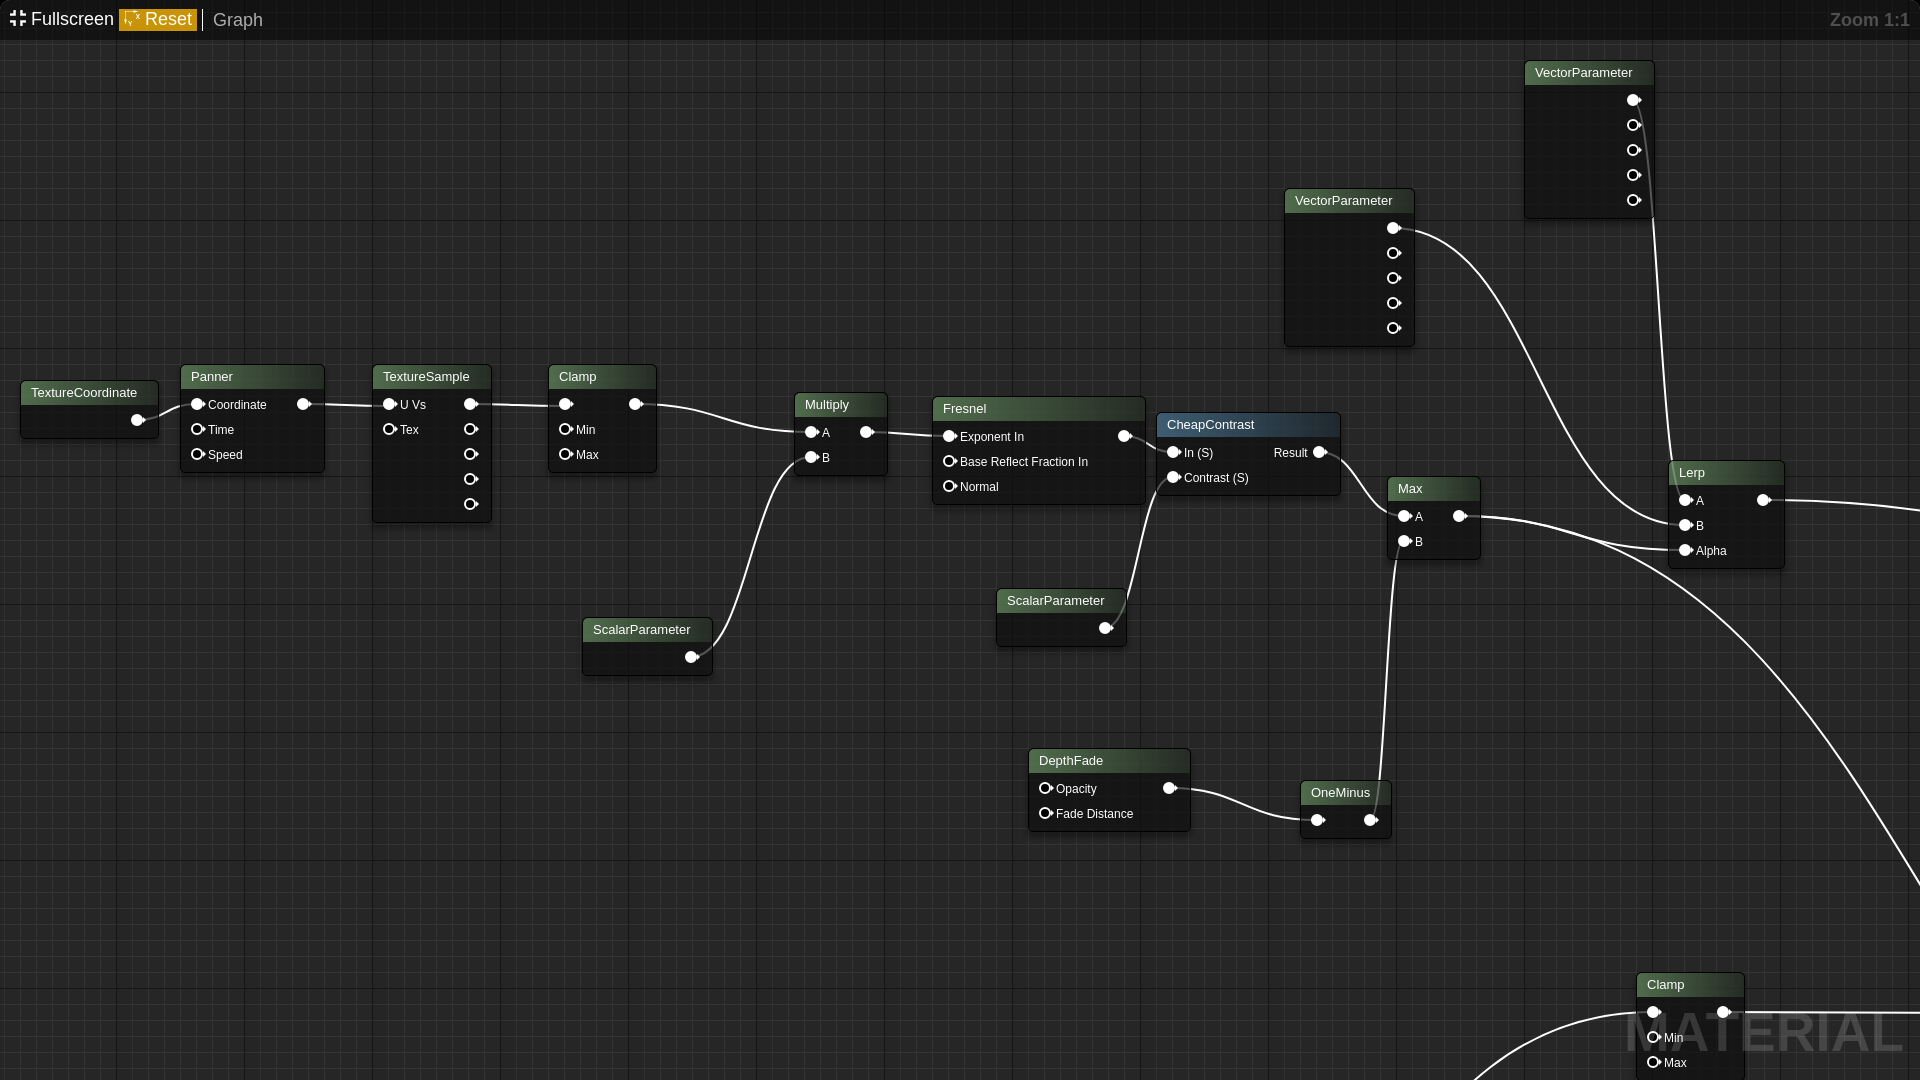 Fullscreen Reset Graph
Zoom 1:1
VectorParameter
VectorParameter
TextureCoordinate
Panner
Coordinate
Time
Speed
TextureSample
U Vs
Tex
Clamp
Min
Max
Multiply
A
B
Fresnel
Exponent In
Base Reflect Fraction In
Normal
CheapContrast
In (S) Result
Contrast (S)
Max
A
B
Lerp
A
B
Alpha
ScalarParameter
ScalarParameter
DepthFade
Opacity
Fade Distance
OneMinus
Clamp
Min
Max
MATERIAL